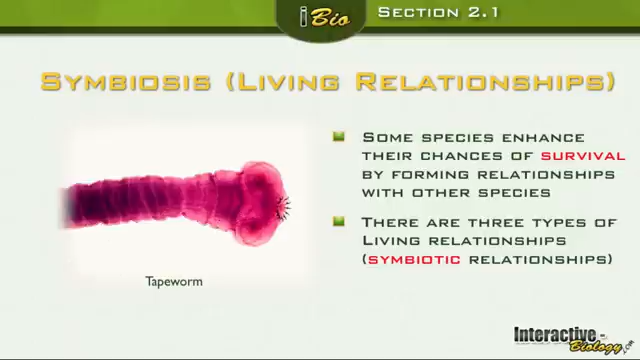 iBio
Section 2.1
Symbiosis (Living Relationships)
Some species enhance
their chances of survival
by forming relationships
with other species
There are three types of
Living relationships
(symbiotic relationships)
Tapeworm
Interactive-
Biology.com